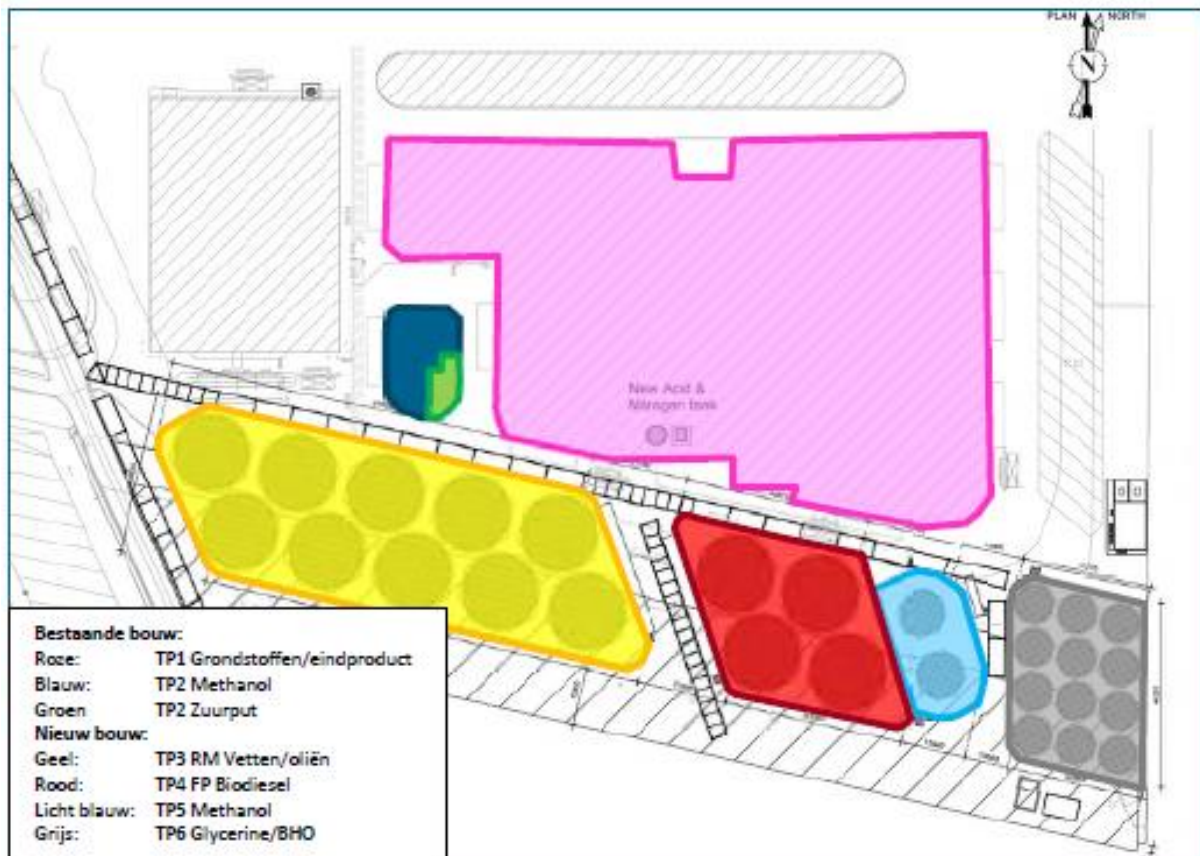 PLAN NORTH
N
New Acid &
Nitrogen tank
Bestaande bouw:
Roze: TP1 Grondstoffen/eindproduct
Blauw: TP2 Methanol
Groen TP2 Zuurput
Nieuw bouw:
Geel: TP3 RM Vetten/oliën
Rood: TP4 FP Biodiesel
Licht blauw: TP5 Methanol
Grijs: TP6 Glycerine/BHO